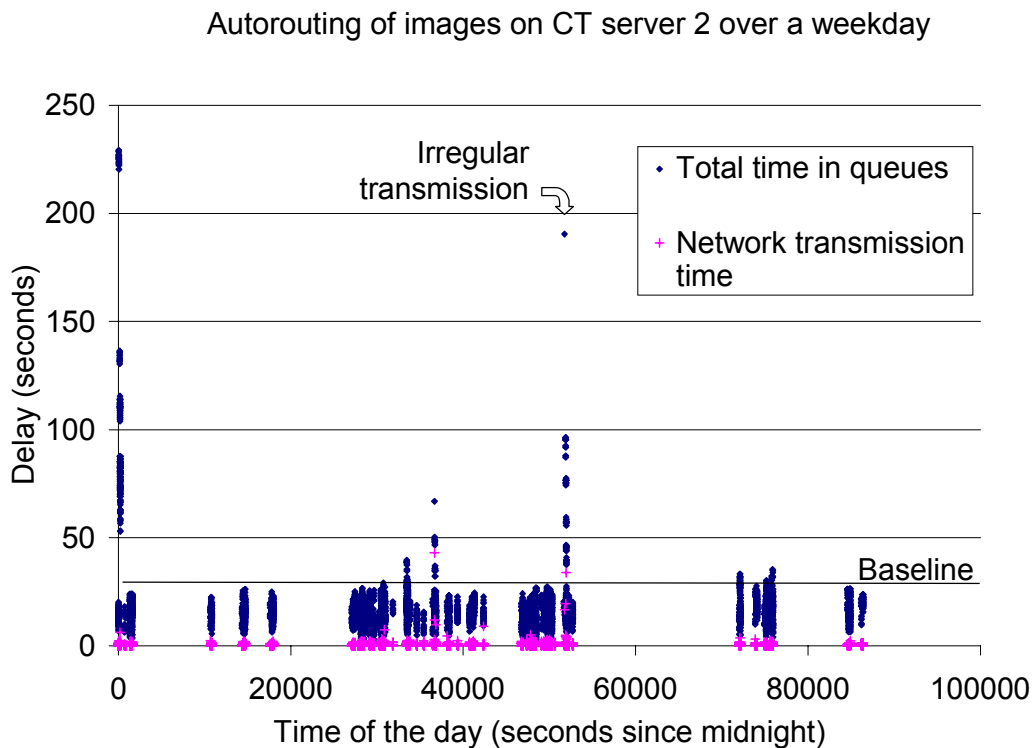 Autorouting of images on CT server 2 over a weekday
250
200
150
100
50
0
Delay (seconds)
Irregular
transmission
Total time in queues
Network transmission
time
Baseline
0 20000 40000 60000 80000 100000
Time of the day (seconds since midnight)